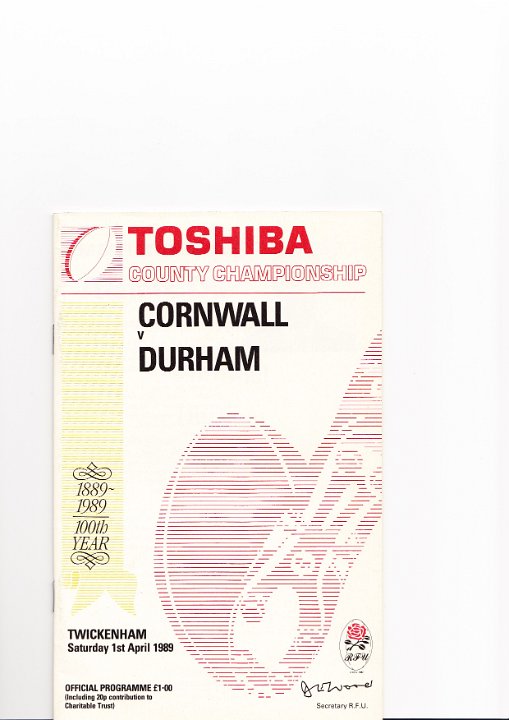 TOSHIBA
COUNTY CHAMPIONSHIP
CORNWALL
v
DURHAM
1889~
1989
100th
YEAR
TWICKENHAM
Saturday 1st April 1989
OFFICIAL PROGRAMME £1·00
(Including 20p contribution to
Charitable Trust)
R.F.U
Secretary R.F.U.